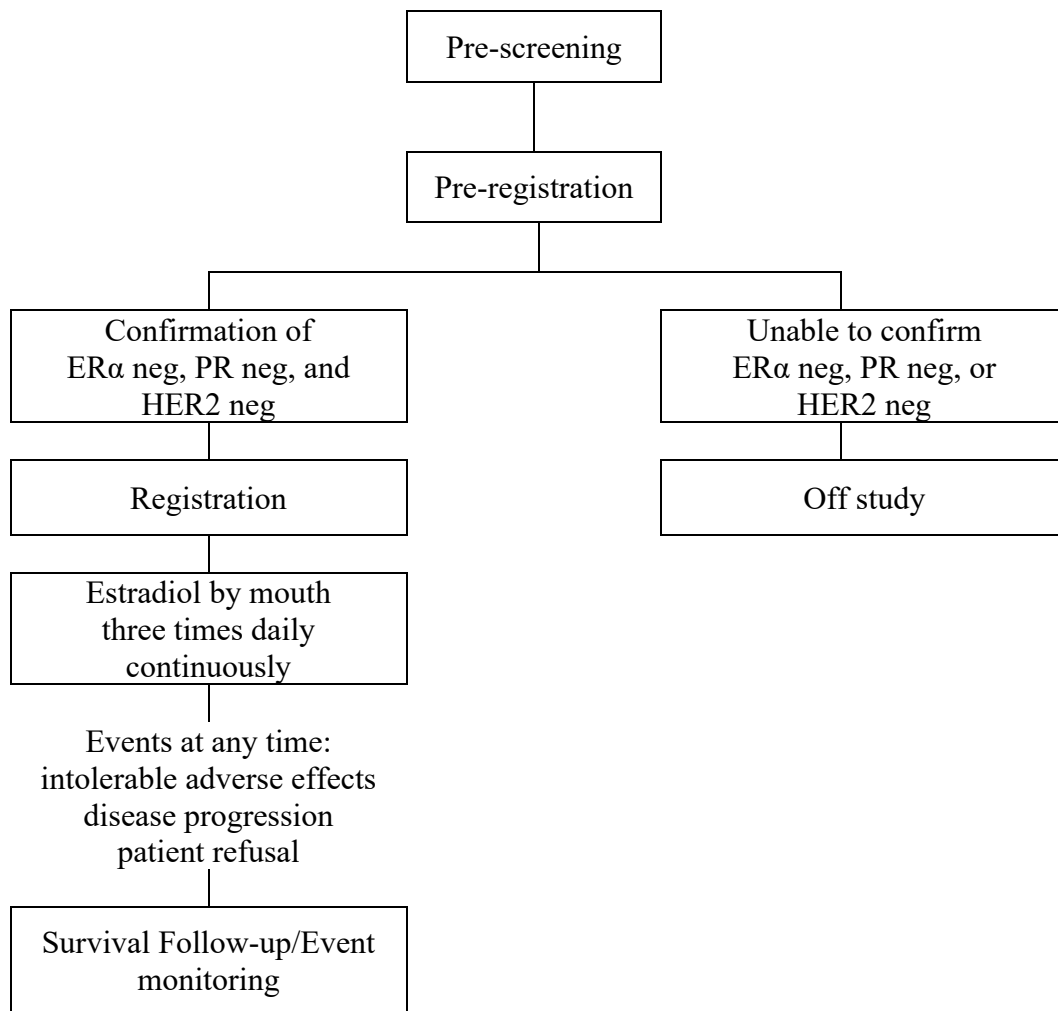 Pre-screening
Pre-registration
Confirmation of
ERα neg, PR neg, and
HER2 neg
Unable to confirm
ERα neg, PR neg, or
HER2 neg
Registration
Off study
Estradiol by mouth
three times daily
continuously
Events at any time:
intolerable adverse effects
disease progression
patient refusal
Survival Follow-up/Event
monitoring